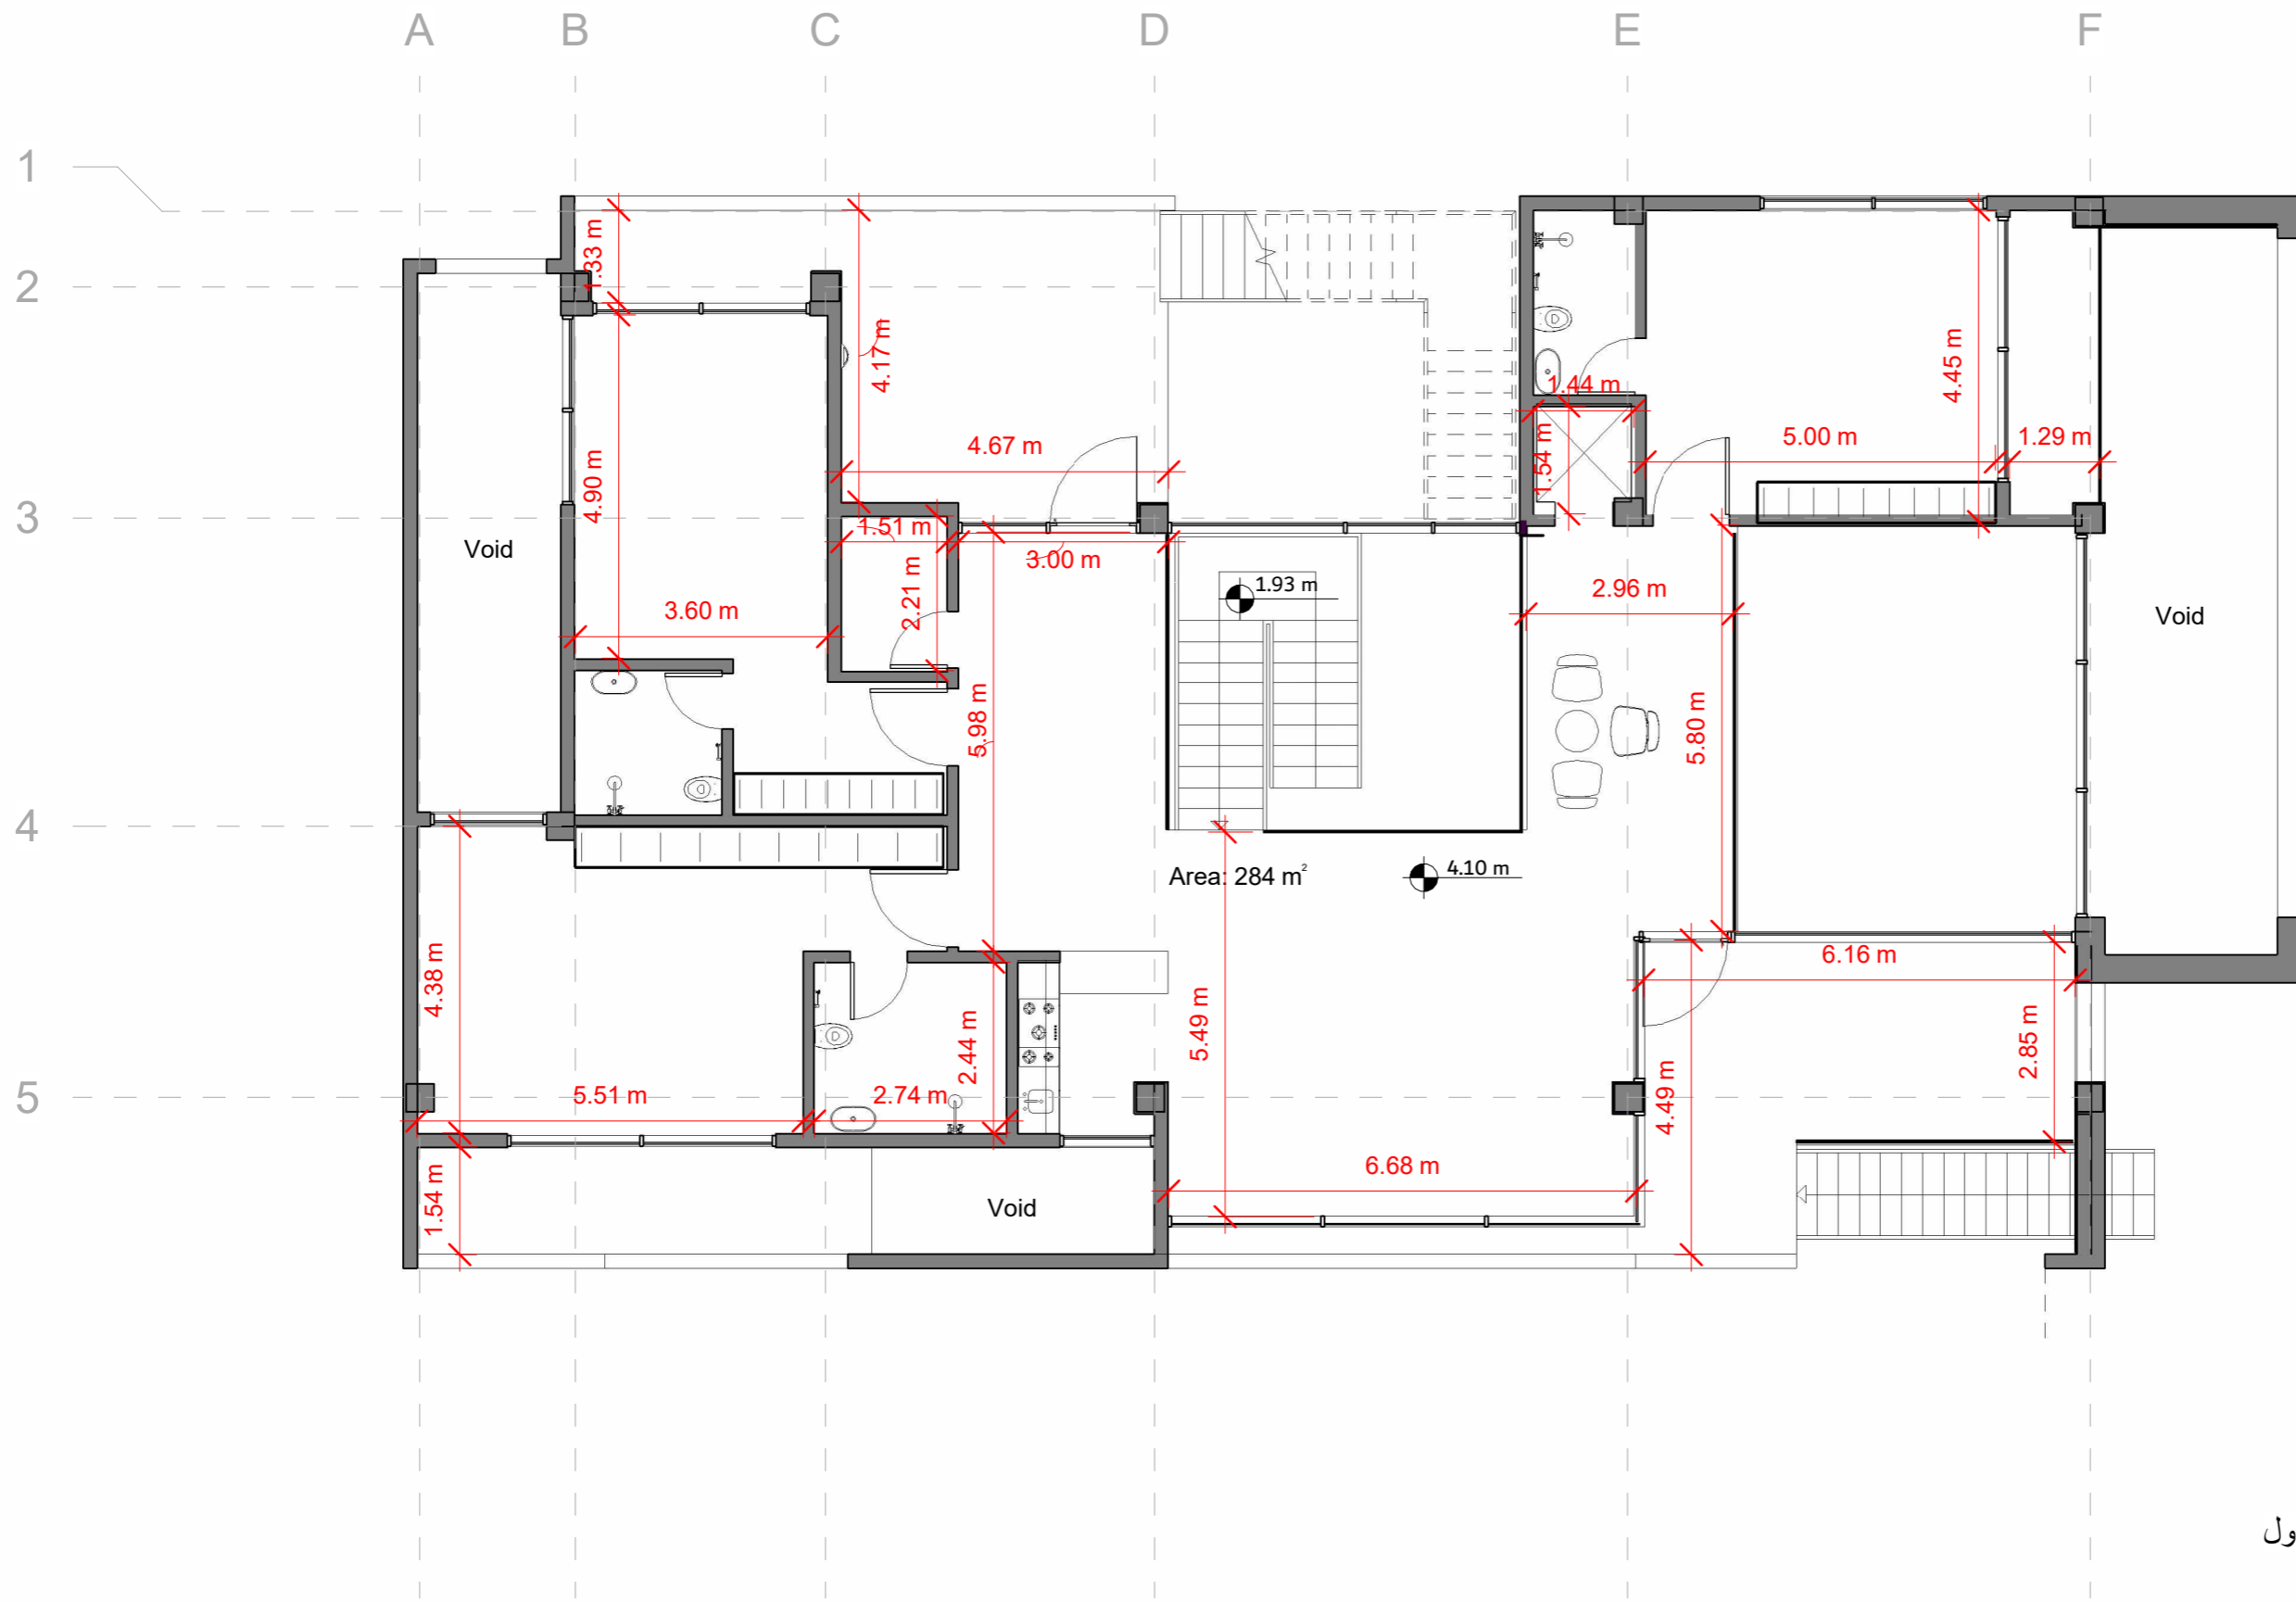 A B C D E F
1
2
1.33 m
4.17 m
4.45 m
1.44 m
4.67 m
5.00 m
1.29 m
4.90 m
1.54 m
3
1.51 m
Void
3.00 m
1.93 m
2.96 m
2.21 m
3.60 m
Void
5.98 m
5.80 m
4
Area: 284 m²
4.10 m
6.16 m
4.38 m
5.49 m
2.44 m
2.85 m
5
5.51 m
2.74 m
4.49 m
6.68 m
1.54 m
Void
ول